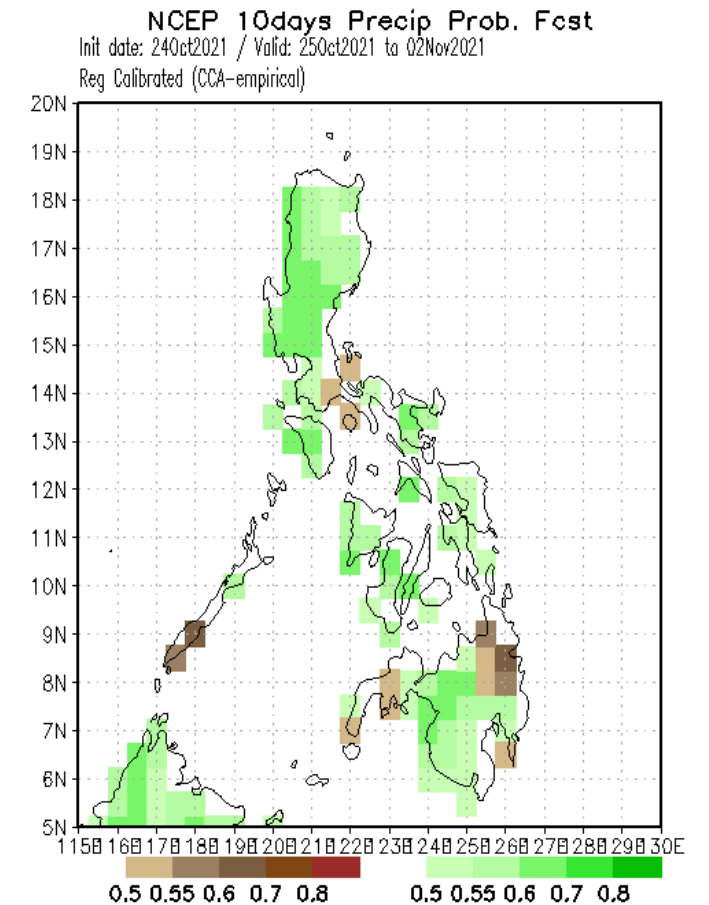 NCEP 10days Precip Prob. Fcst
Init date: 24Oct2021 / Valid: 25Oct2021 to 02Nov2021
Reg Calibrated (CCA-empirical)
20N
19N
18N
17N
16N
15N
14N
13N
12N
11N
10N
9N
8N
7N
6N
5N
115E 116E 117E 118E 119E 120E 121E 122E 123E 124E 125E 126E 127E 128E 129E 130E
0.5 0.55 0.6 0.7 0.8 0.5 0.55 0.6 0.7 0.8